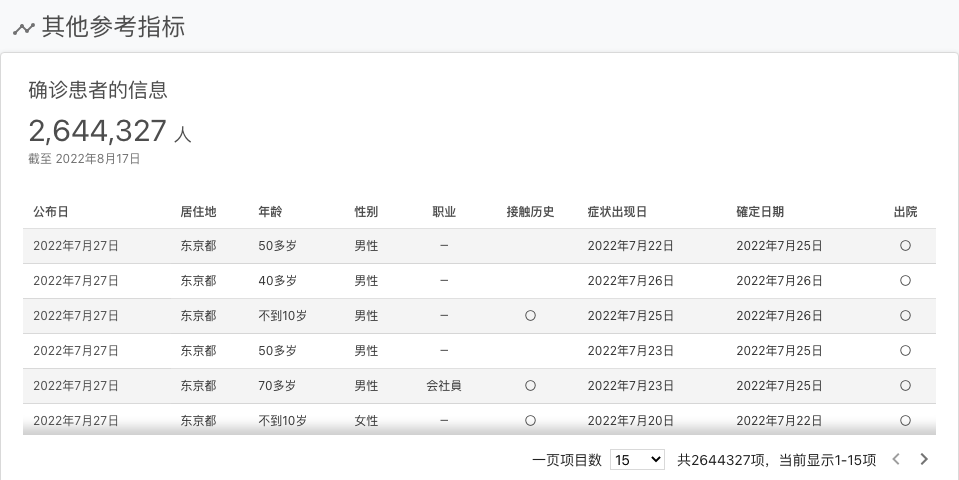 其他参考指标
确诊患者的信息
2,644,327 人
截至 2022年8月17日
公布日 居住地 年龄 性别 职业 接触历史 症状出现日 確定日期 出院
2022年7月27日 东京都 50多岁 男性 － 2022年7月22日 2022年7月25日 〇
2022年7月27日 东京都 40多岁 男性 － 2022年7月26日 2022年7月26日 〇
2022年7月27日 东京都 不到10岁 男性 － 〇 2022年7月25日 2022年7月26日 〇
2022年7月27日 东京都 50多岁 男性 － 2022年7月23日 2022年7月25日 〇
2022年7月27日 东京都 70多岁 男性 会社員 〇 2022年7月23日 2022年7月25日 〇
2022年7月27日 东京都 不到10岁 女性 － 〇 2022年7月20日 2022年7月22日 〇
一页项目数 15 共2644327项，当前显示1-15项